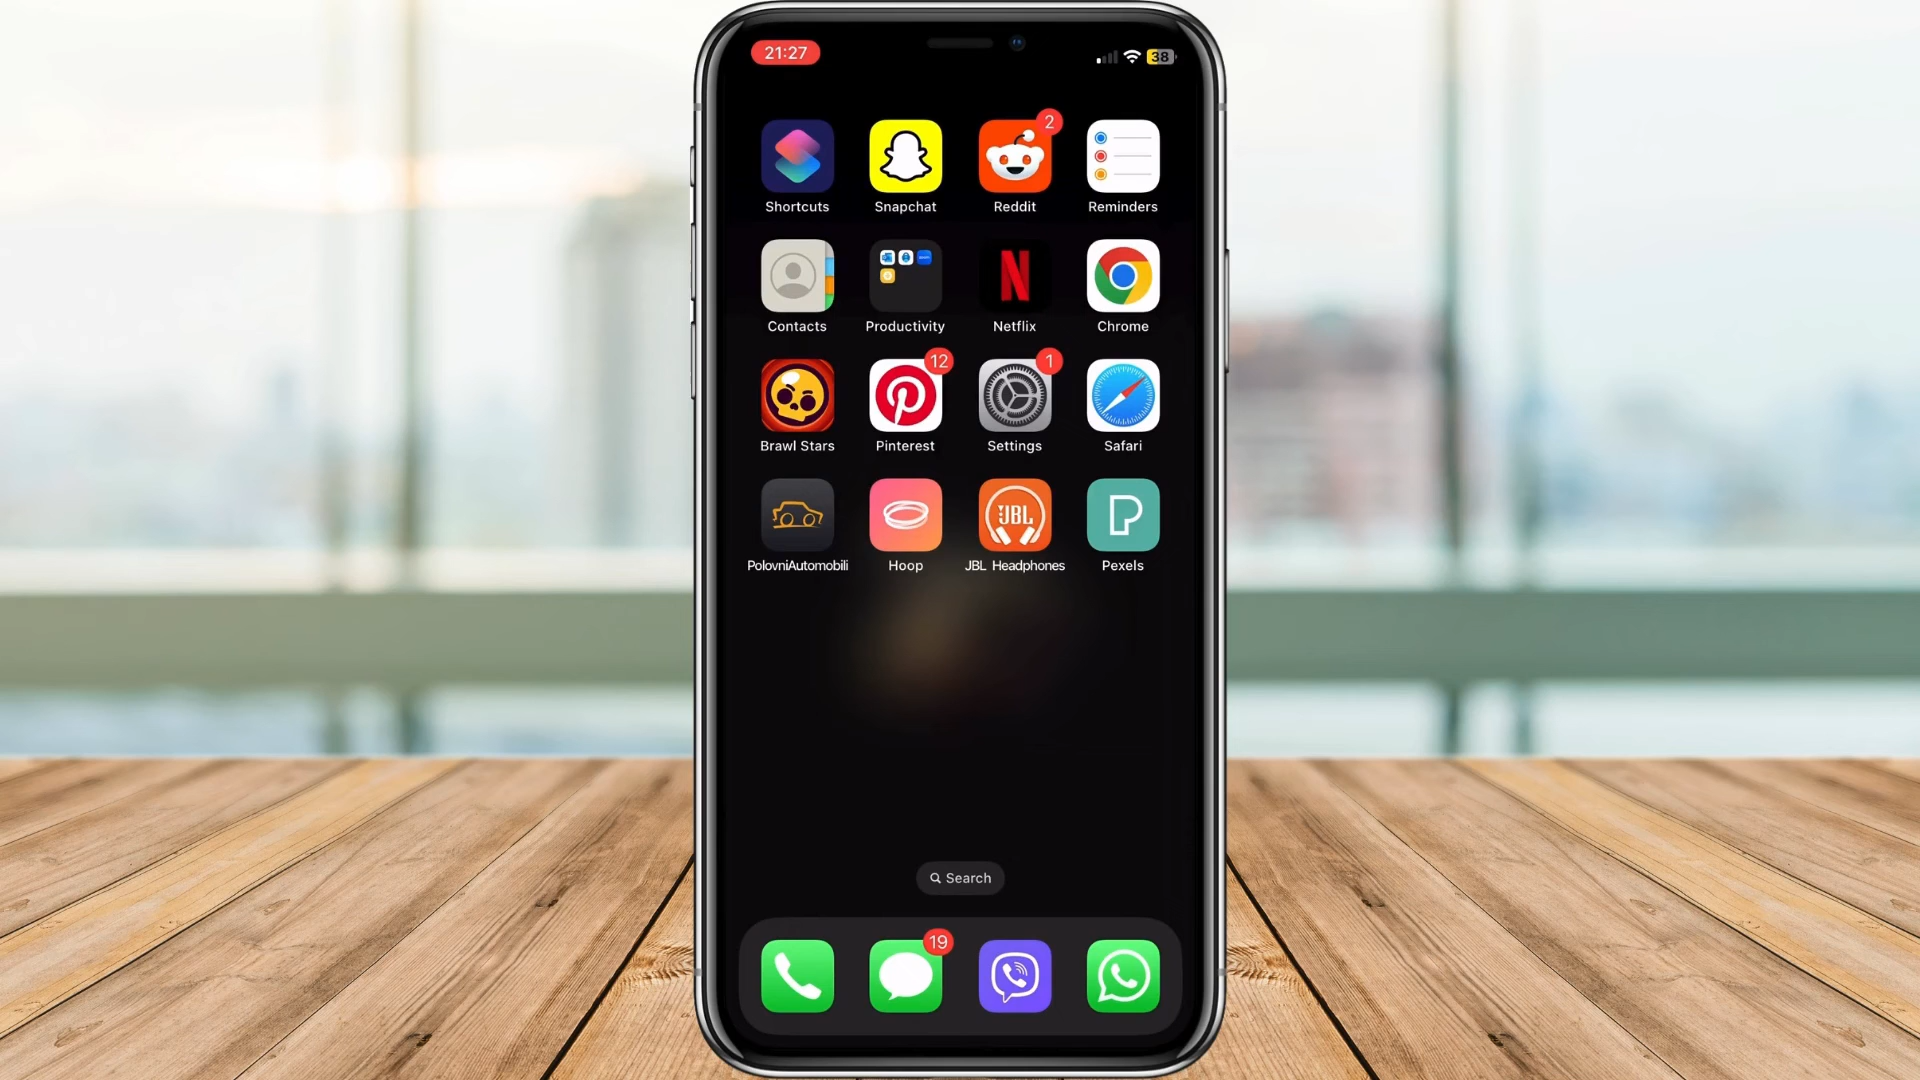 21:27
38
2
Shortcuts Snapchat Reddit Reminders
Contacts Productivity Netflix Chrome
12 1
Brawl Stars Pinterest Settings Safari
JBL
PolovniAutomobili Hoop JBL Headphones Pexels
Search
19